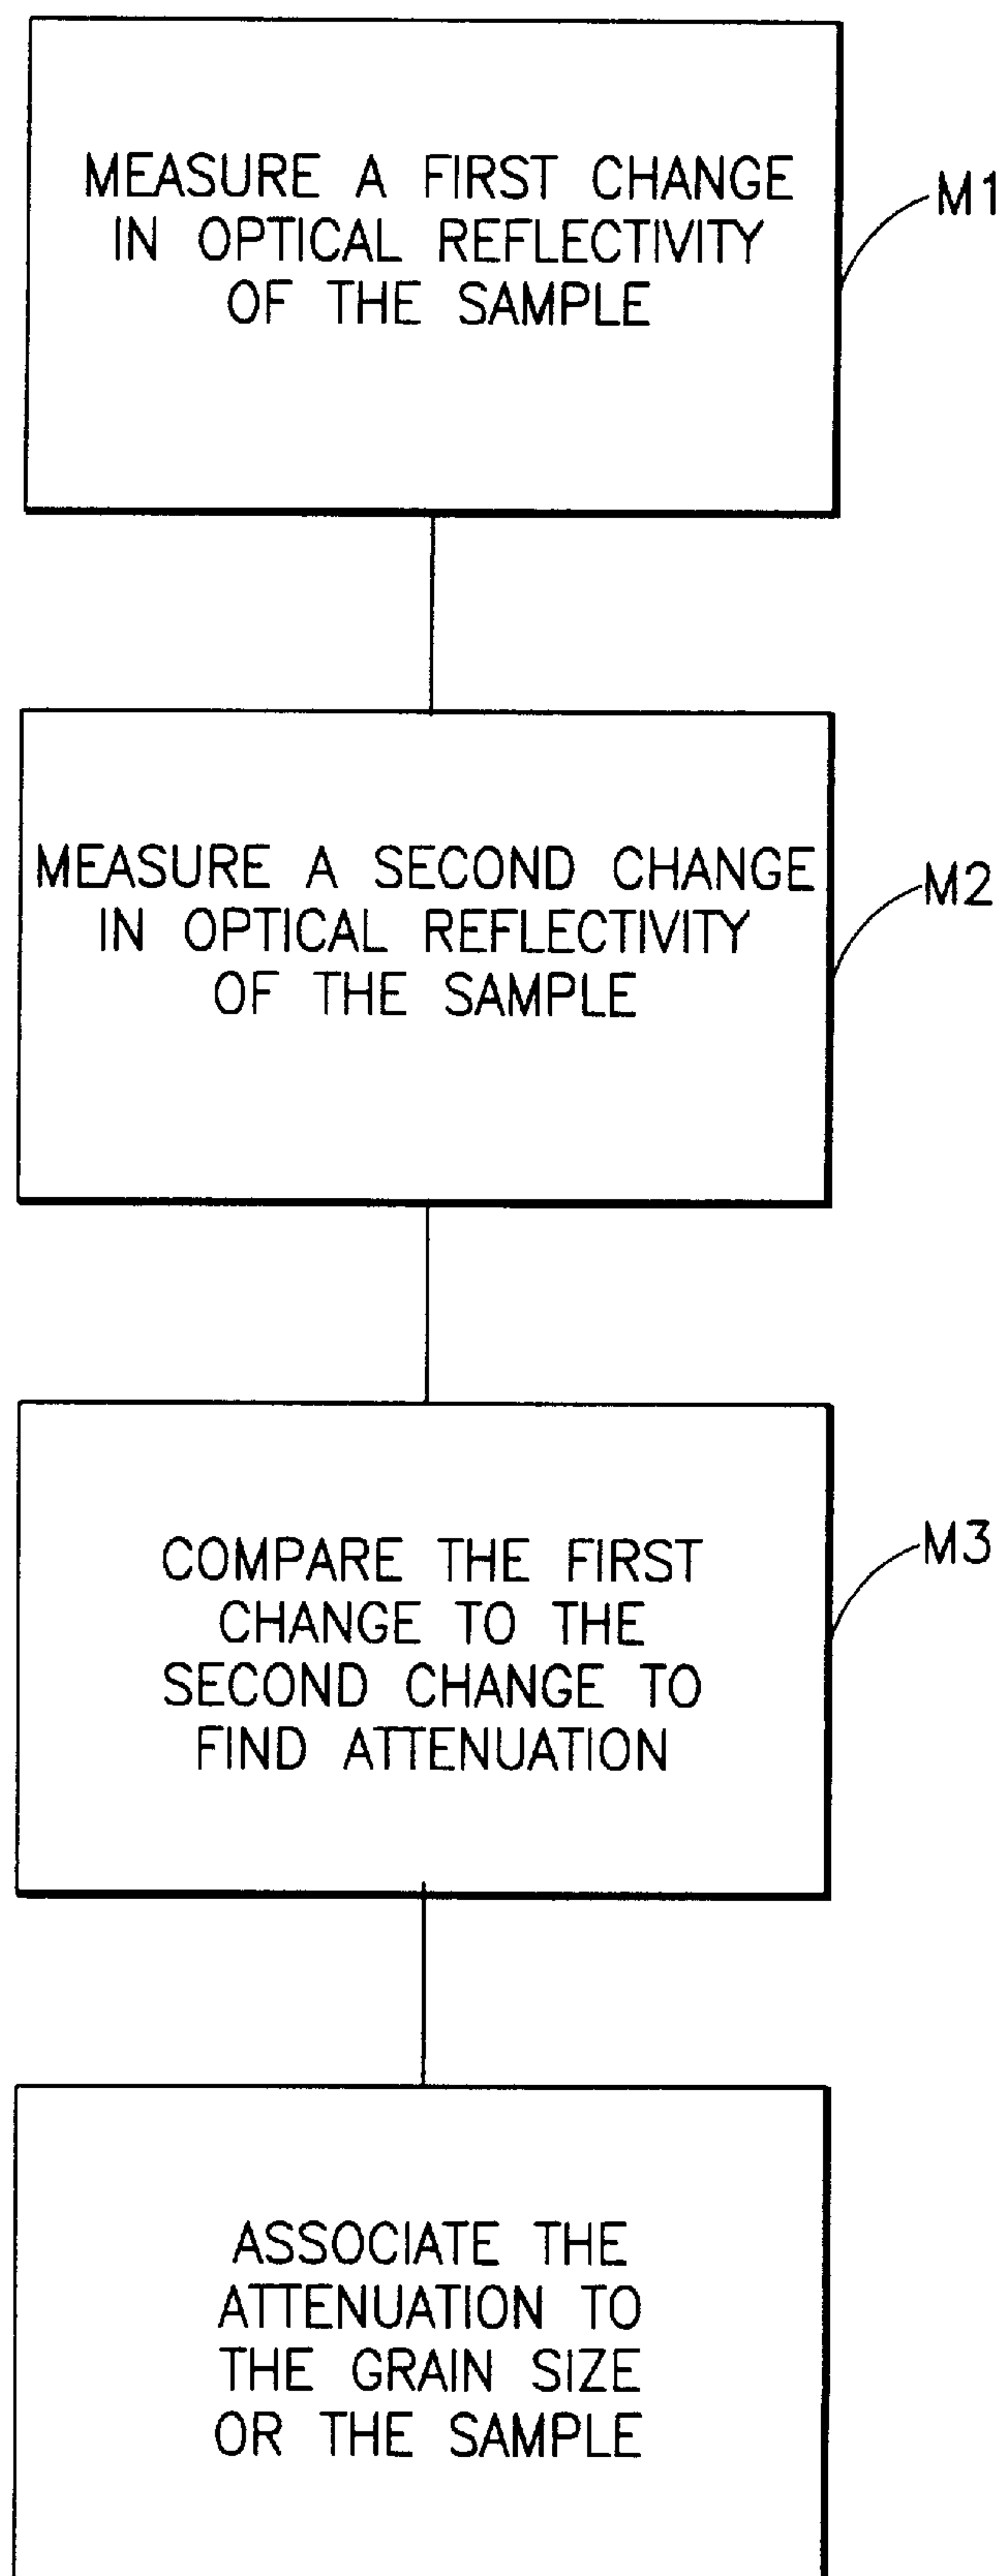 MEASURE A FIRST CHANGE
IN OPTICAL REFLECTIVITY
OF THE SAMPLE
M1
MEASURE A SECOND CHANGE
IN OPTICAL REFLECTIVITY
OF THE SAMPLE
M2
COMPARE THE FIRST
CHANGE TO THE
SECOND CHANGE TO
FIND ATTENUATION
M3
ASSOCIATE THE
ATTENUATION TO
THE GRAIN SIZE
OR THE SAMPLE